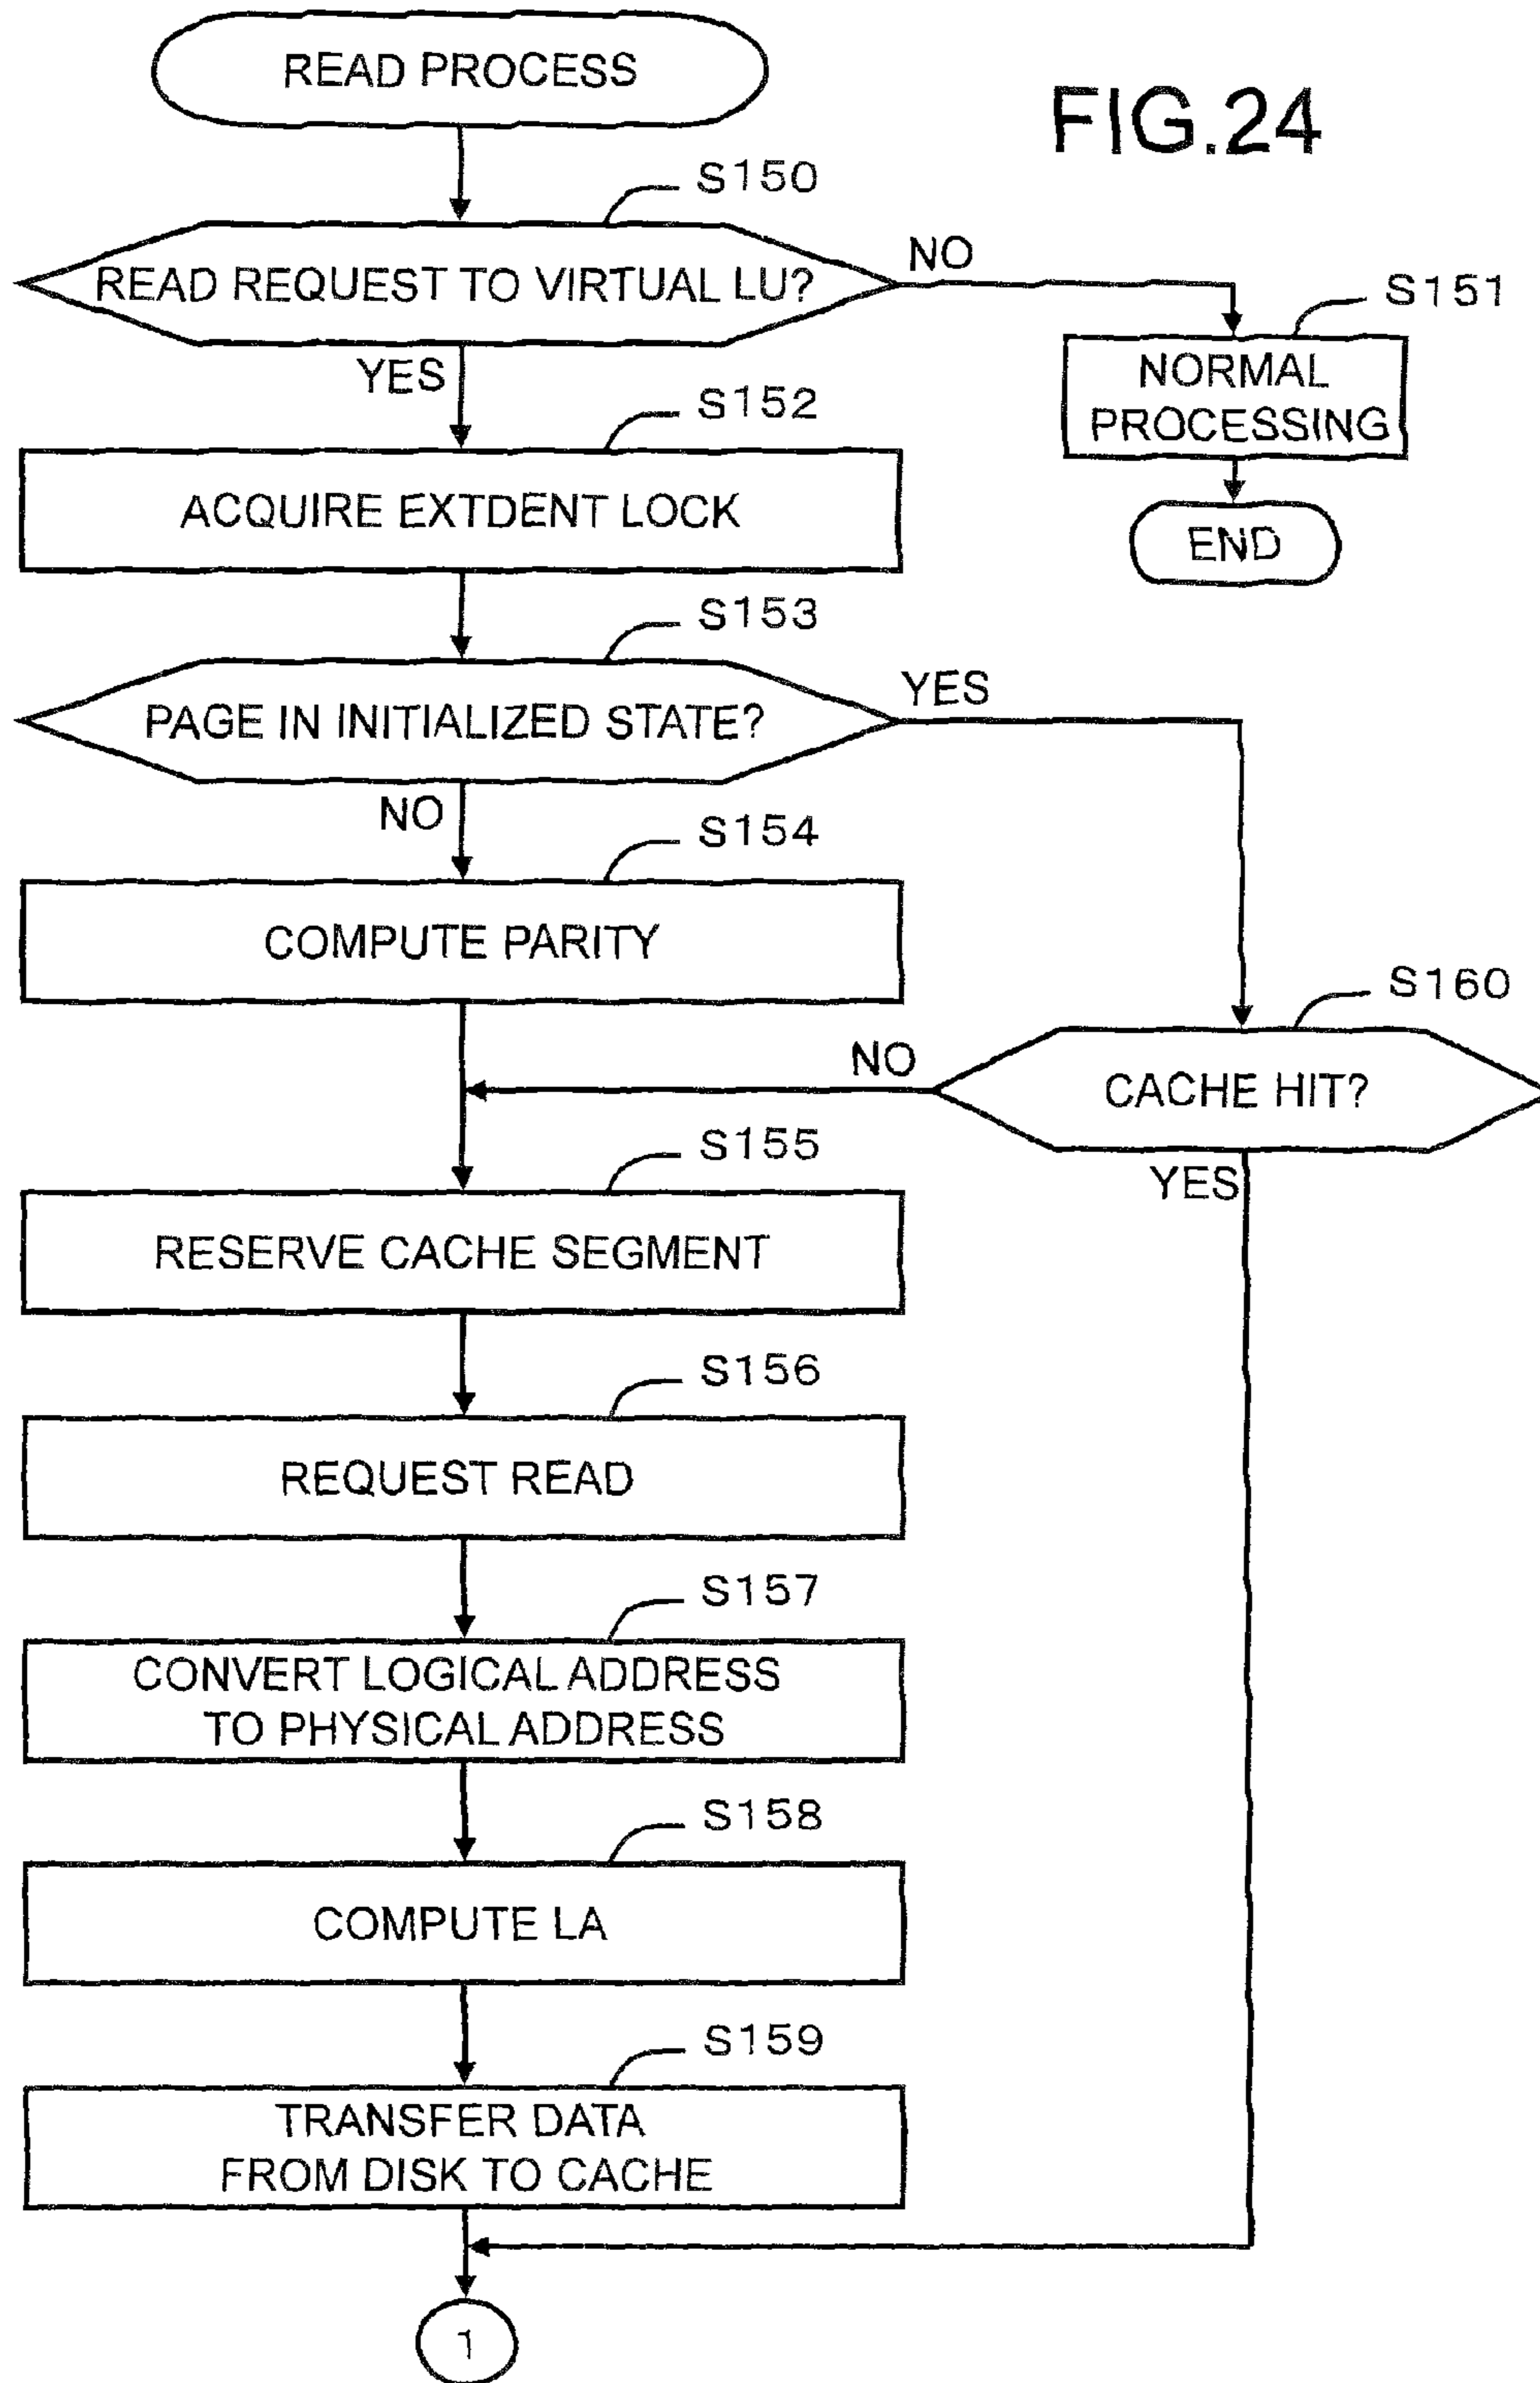 READ PROCESS
FIG.24
S150
READ REQUEST TO VIRTUAL LU?
NO
S151
NORMAL
PROCESSING
END
YES
S152
ACQUIRE EXTDENT LOCK
S153
PAGE IN INITIALIZED STATE?
YES
NO
S154
COMPUTE PARITY
S160
CACHE HIT?
NO
YES
S155
RESERVE CACHE SEGMENT
S156
REQUEST READ
S157
CONVERT LOGICAL ADDRESS
TO PHYSICAL ADDRESS
S158
COMPUTE LA
S159
TRANSFER DATA
FROM DISK TO CACHE
1